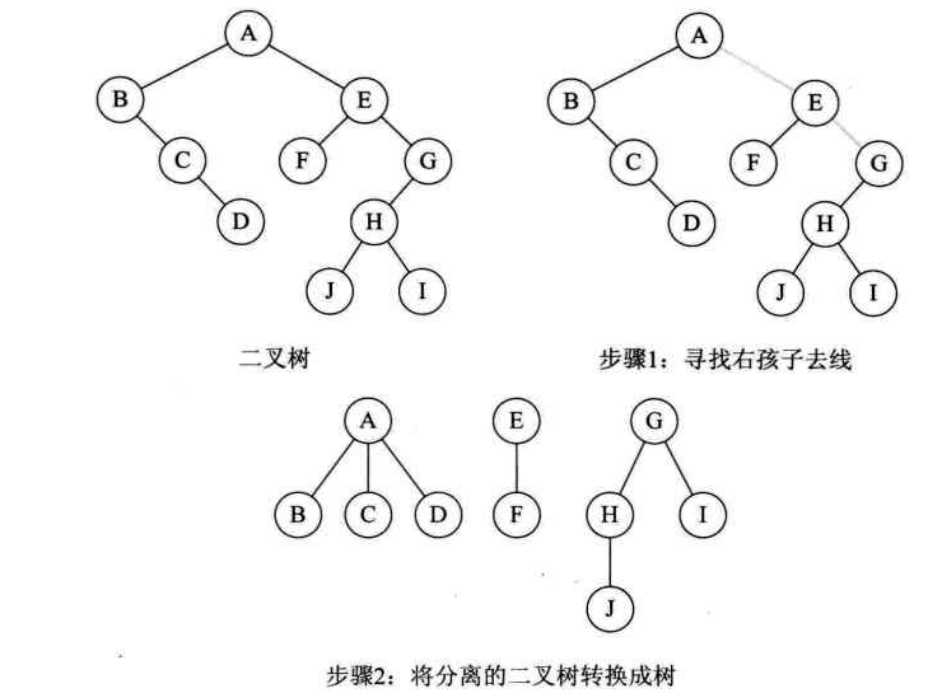 A A
B E B E
C F G C F G
D H D H
J I J I
二叉树 步骤1：寻找右孩子去线
A E G
B C D F H I
J
步骤2：将分离的二叉树转换成树